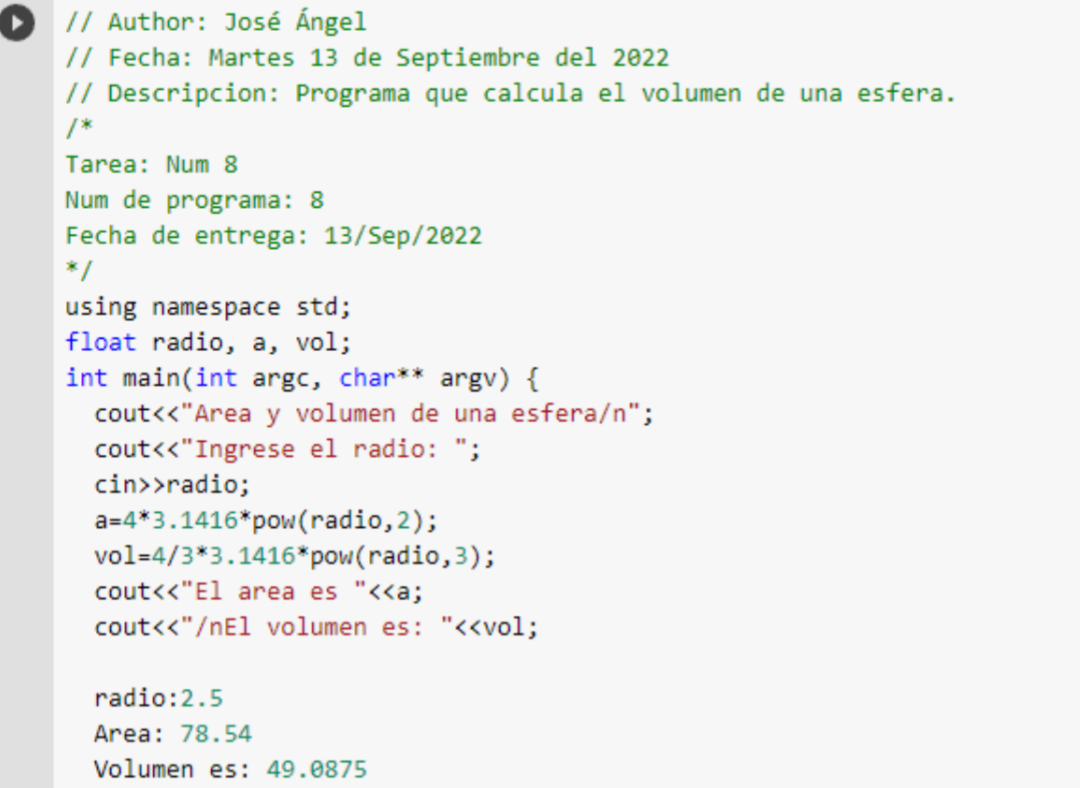 // Author: José Ángel
// Fecha: Martes 13 de Septiembre del 2022
// Descripcion: Programa que calcula el volumen de una esfera.
/*
Tarea: Num 8
Num de programa: 8
Fecha de entrega: 13/Sep/2022
*/
using namespace std;
float radio, a, vol;
int main(int argc, char** argv) {
cout<<"Area y volumen de una esfera/n";
cout<<"Ingrese el radio: ";
cin>>radio;
a=4*3.1416*pow(radio,2);
vol=4/3*3.1416*pow(radio,3);
cout<<"El area es "<<a;
cout<<"/nEl volumen es: "<<vol;
radio:2.5
Area: 78.54
Volumen es: 49.0875